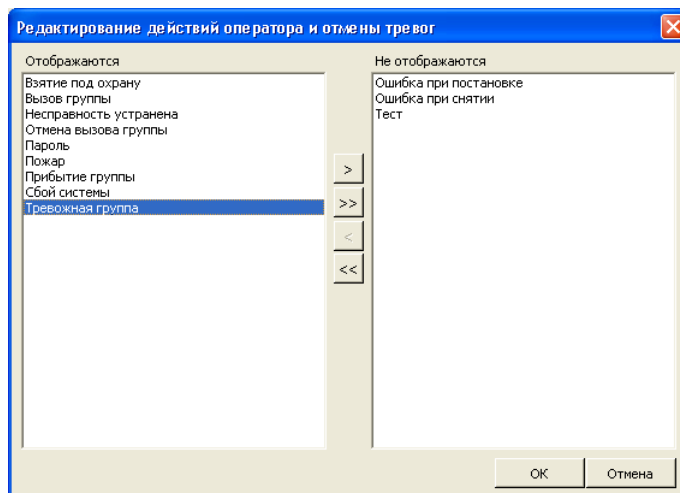 Редактирование действий оператора и отмены тревог
Отображаются
Взятие под охрану
Вызов группы
Несправность устранена
Отмена вызова группы
Пароль
Пожар
Прибытие группы
Сбой системы
Тревожная группа
>
>>
<
<<
Не отображаются
Ошибка при постановке
Ошибка при снятии
Тест
OK
Отмена